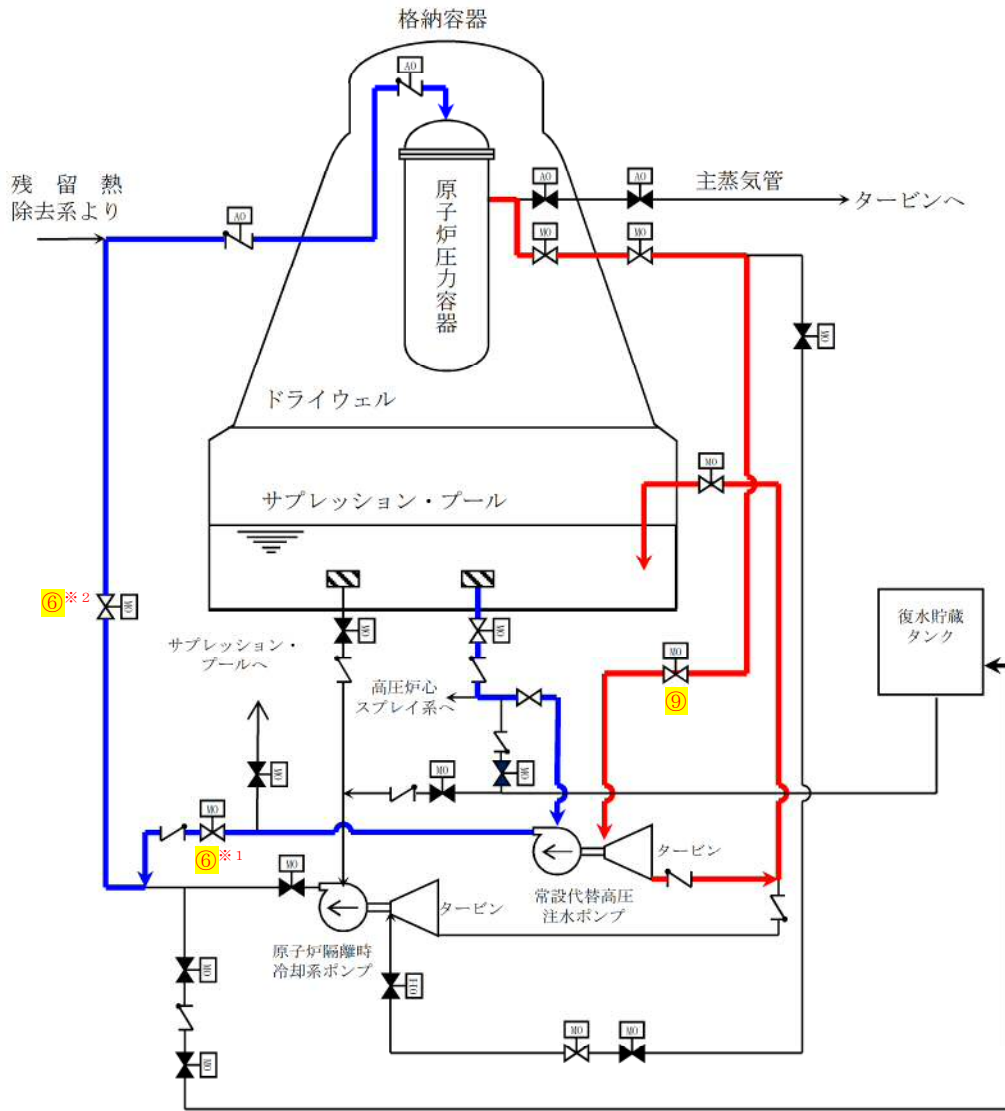 格納容器
AO
残留熱
除去系より
AO
原子炉圧力容器
AO
AO
主蒸気管
タービンへ
MO
MO
MO
ドライウェル
MO
サプレッション・プール
⑥※2
MO
サプレッション・
プールへ
MO
MO
高圧炉心
スプレイ系へ
MO
⑨
復水貯蔵
タンク
MO
MO
MO
MO
⑥※1
タービン
常設代替高圧
注水ポンプ
MO
タービン
原子炉隔離時
冷却系ポンプ
MO
HO
MO
MO
MO